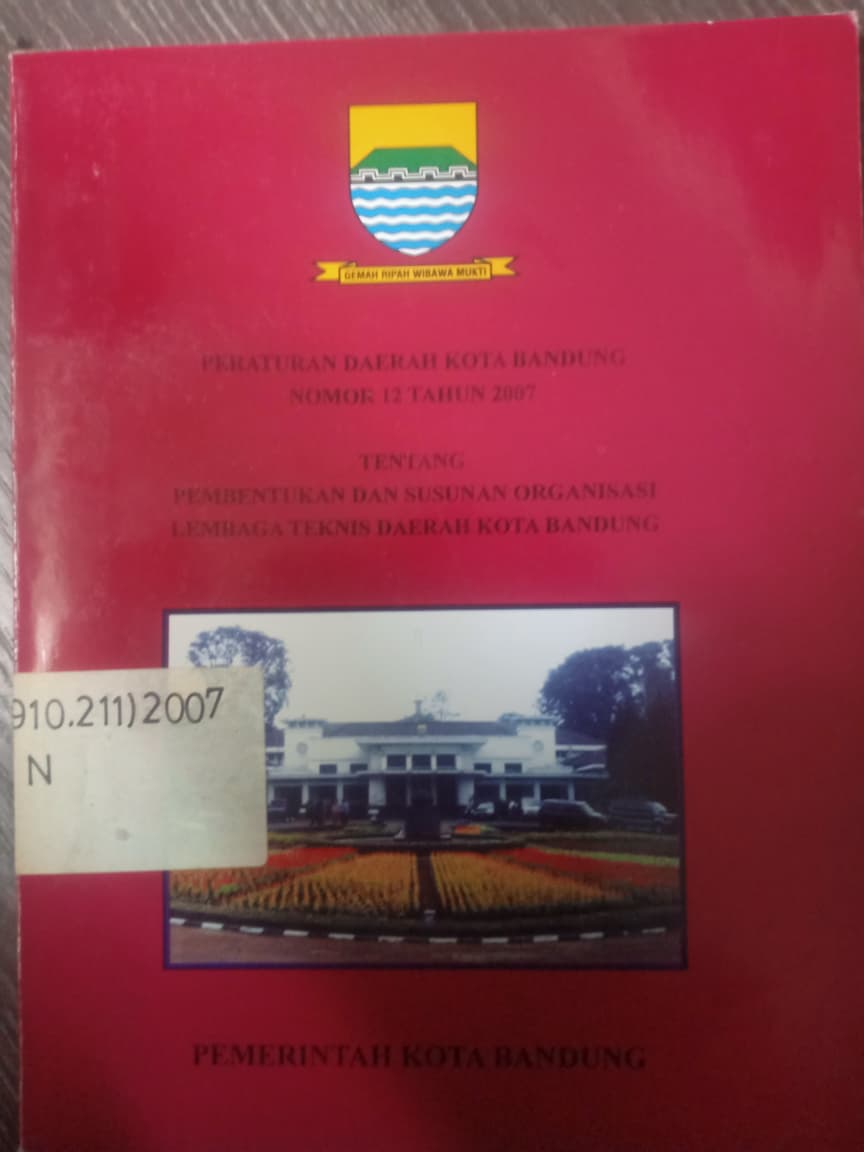 GEMAH RIPAH WIBAWA MUKTI
PERATURAN DAERAH KOTA BANDUNG
NOMOR 12 TAHUN 2007
TENTANG
PEMBENTUKAN DAN SUSUNAN ORGANISASI
LEMBAGA TEKNIS DAERAH KOTA BANDUNG
910.211)2007
N
PEMERINTAH KOTA BANDUNG